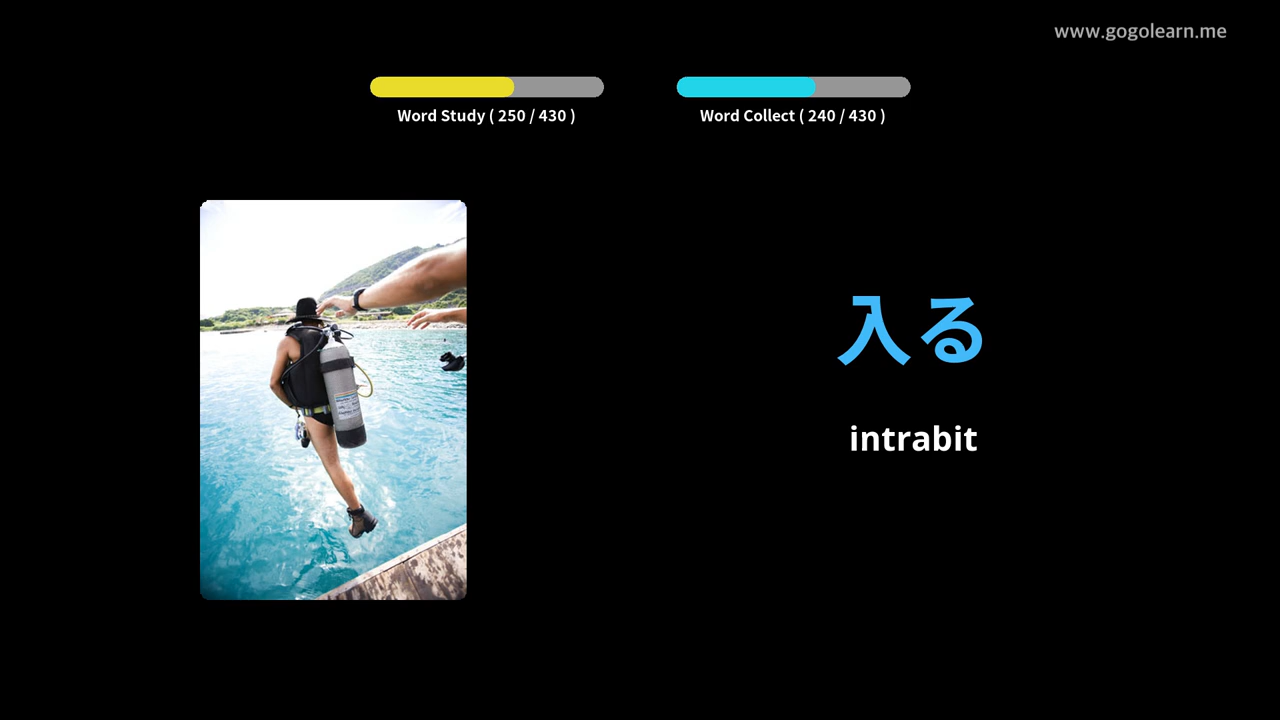 www.gogolearn.me
Word Study ( 250 / 430 )
Word Collect ( 240 / 430 )
入る
intrabit